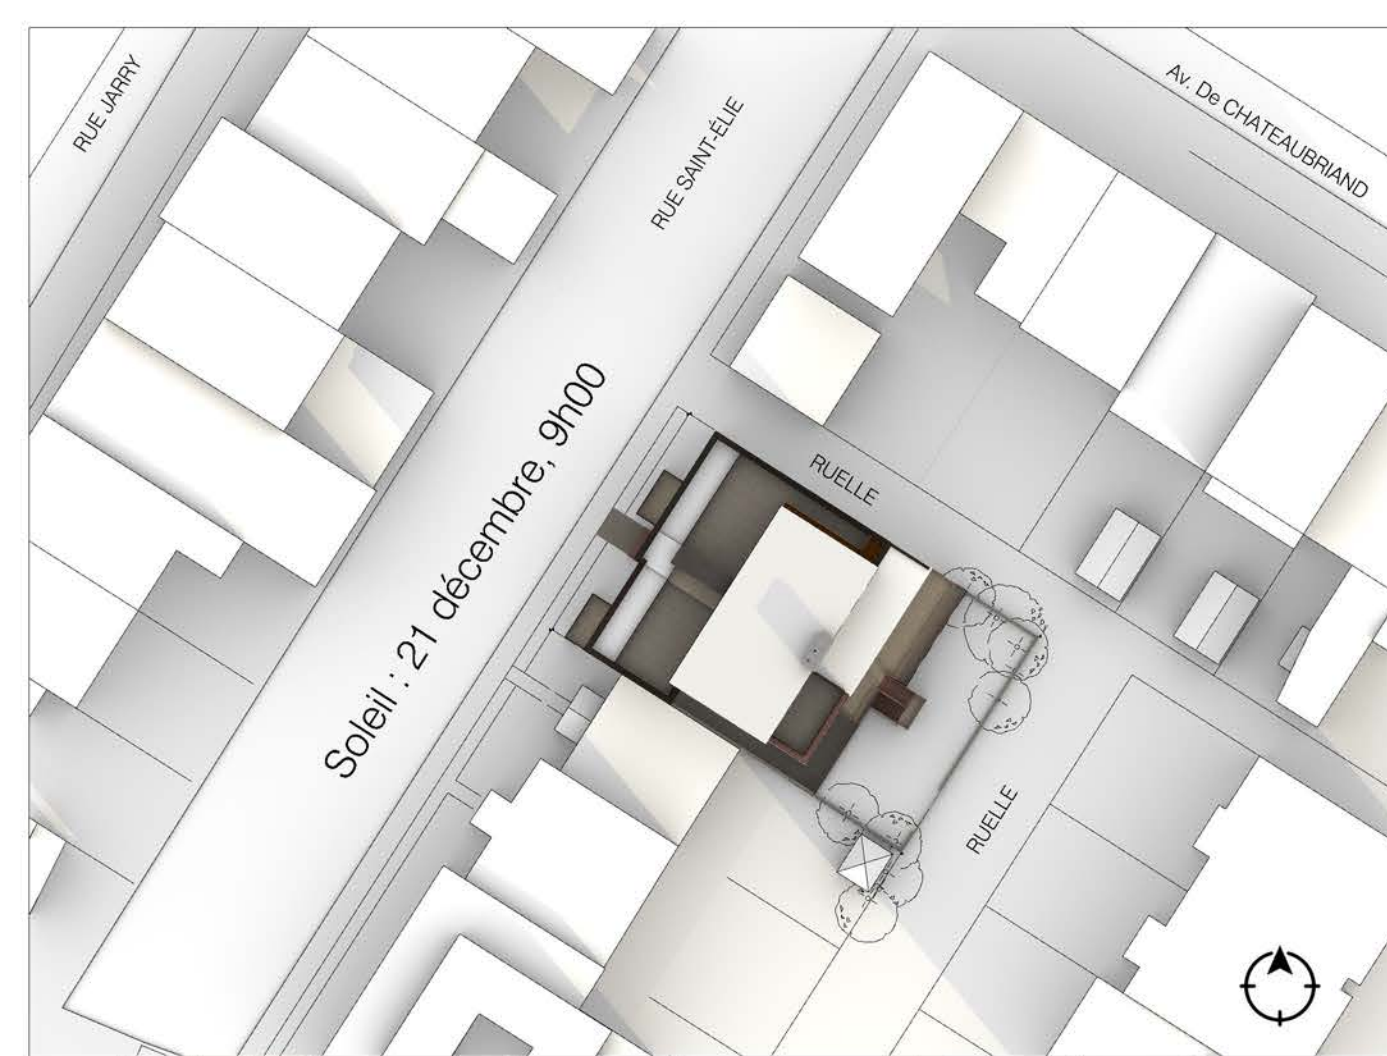 RUE JARRY
Av. De CHATEAUBRIAND
RUE SAINT-ÉLIE
Soleil : 21 décembre, 9h00
RUELLE
RUELLE